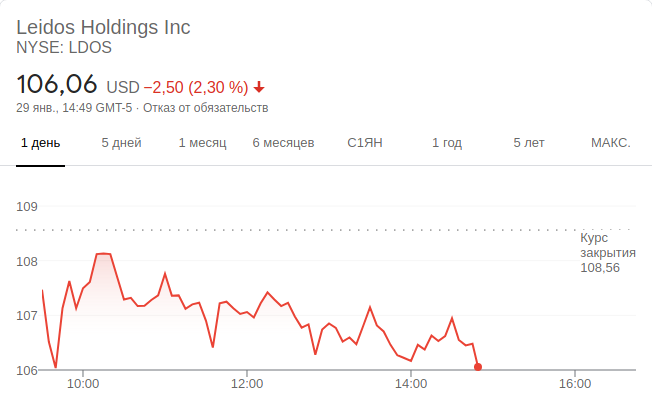 Leidos Holdings Inc
NYSE: LDOS
106,06 USD −2,50 (2,30 %)
29 янв., 14:49 GMT-5 · Отказ от обязательств
1 день 5 дней 1 месяц 6 месяцев С1ЯН 1 год 5 лет МАКС.
109
Курс
закрытия
108,56
108
107
106
10:00 12:00 14:00 16:00